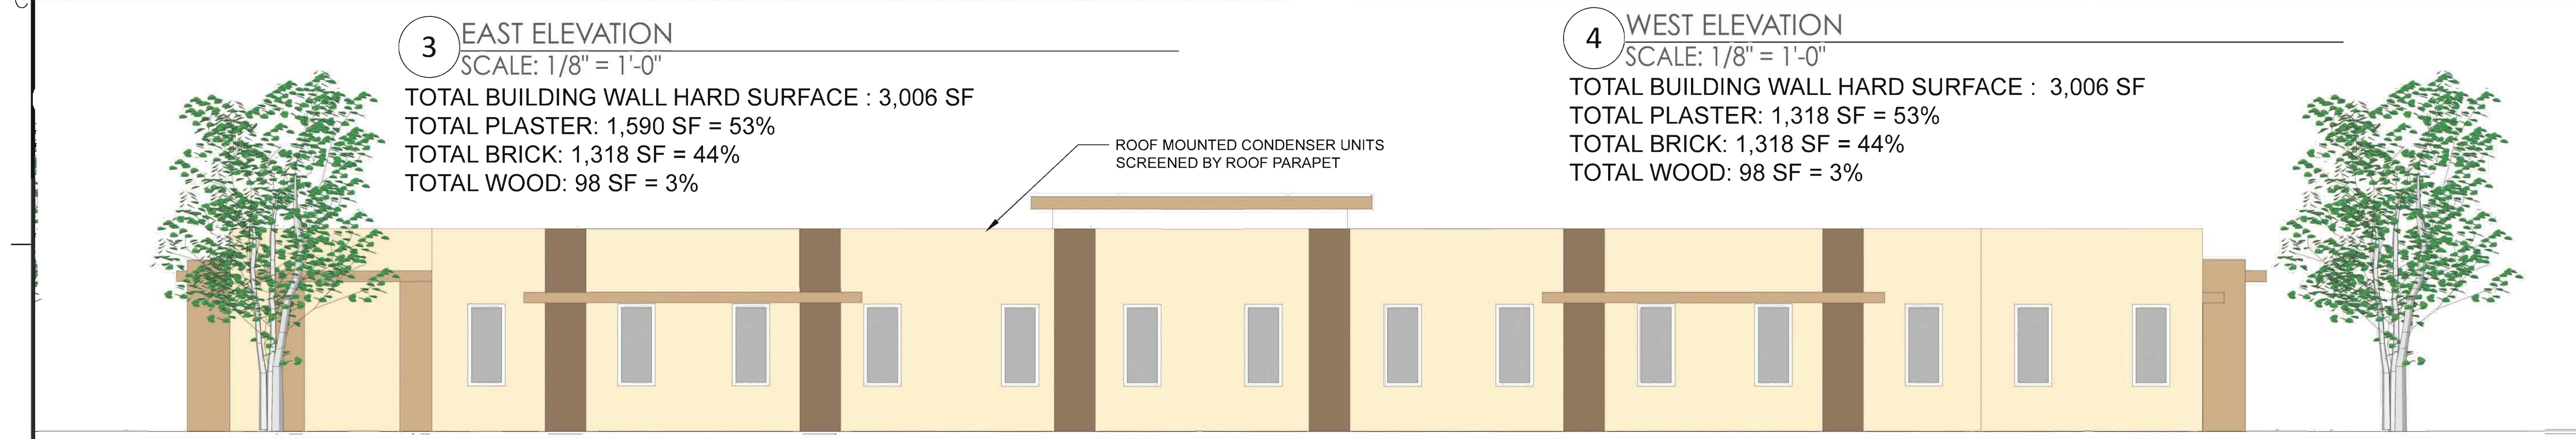 3 EAST ELEVATION
SCALE: 1/8" = 1'-0"
TOTAL BUILDING WALL HARD SURFACE : 3,006 SF
TOTAL PLASTER: 1,590 SF = 53%
TOTAL BRICK: 1,318 SF = 44%
TOTAL WOOD: 98 SF = 3%
ROOF MOUNTED CONDENSER UNITS
SCREENED BY ROOF PARAPET
4 WEST ELEVATION
SCALE: 1/8" = 1'-0"
TOTAL BUILDING WALL HARD SURFACE : 3,006 SF
TOTAL PLASTER: 1,318 SF = 53%
TOTAL BRICK: 1,318 SF = 44%
TOTAL WOOD: 98 SF = 3%